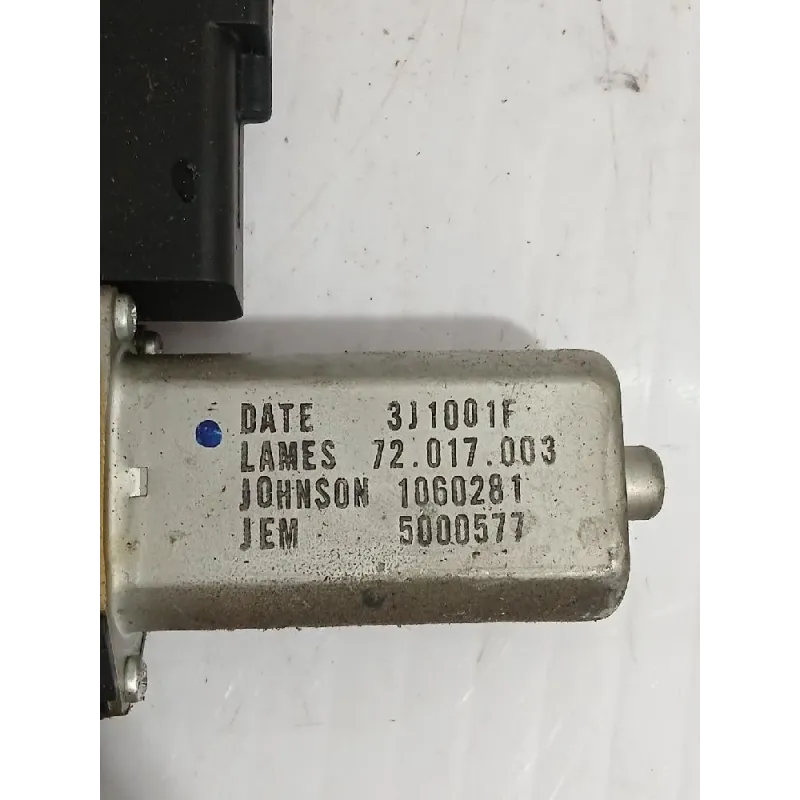 DATE 3J1001F
LAMES 72.017.003
JOHNSON 1060281
JEM 5000577